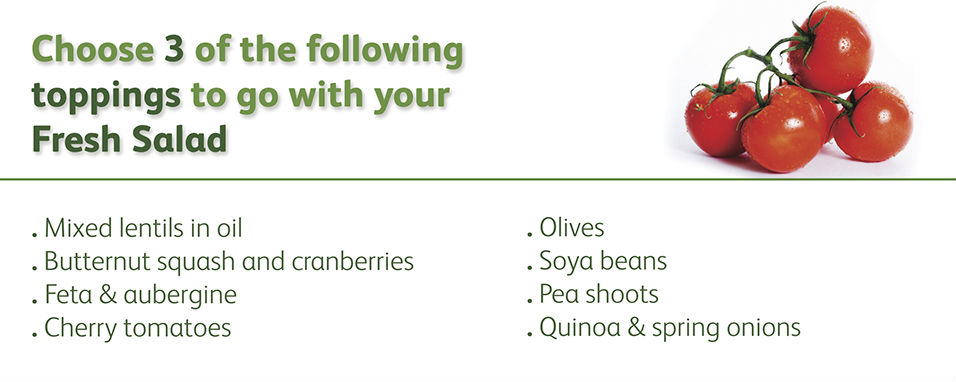 Choose 3 of the following
toppings to go with your
Fresh Salad
. Mixed lentils in oil
. Butternut squash and cranberries
. Feta & aubergine
. Cherry tomatoes
. Olives
. Soya beans
. Pea shoots
. Quinoa & spring onions